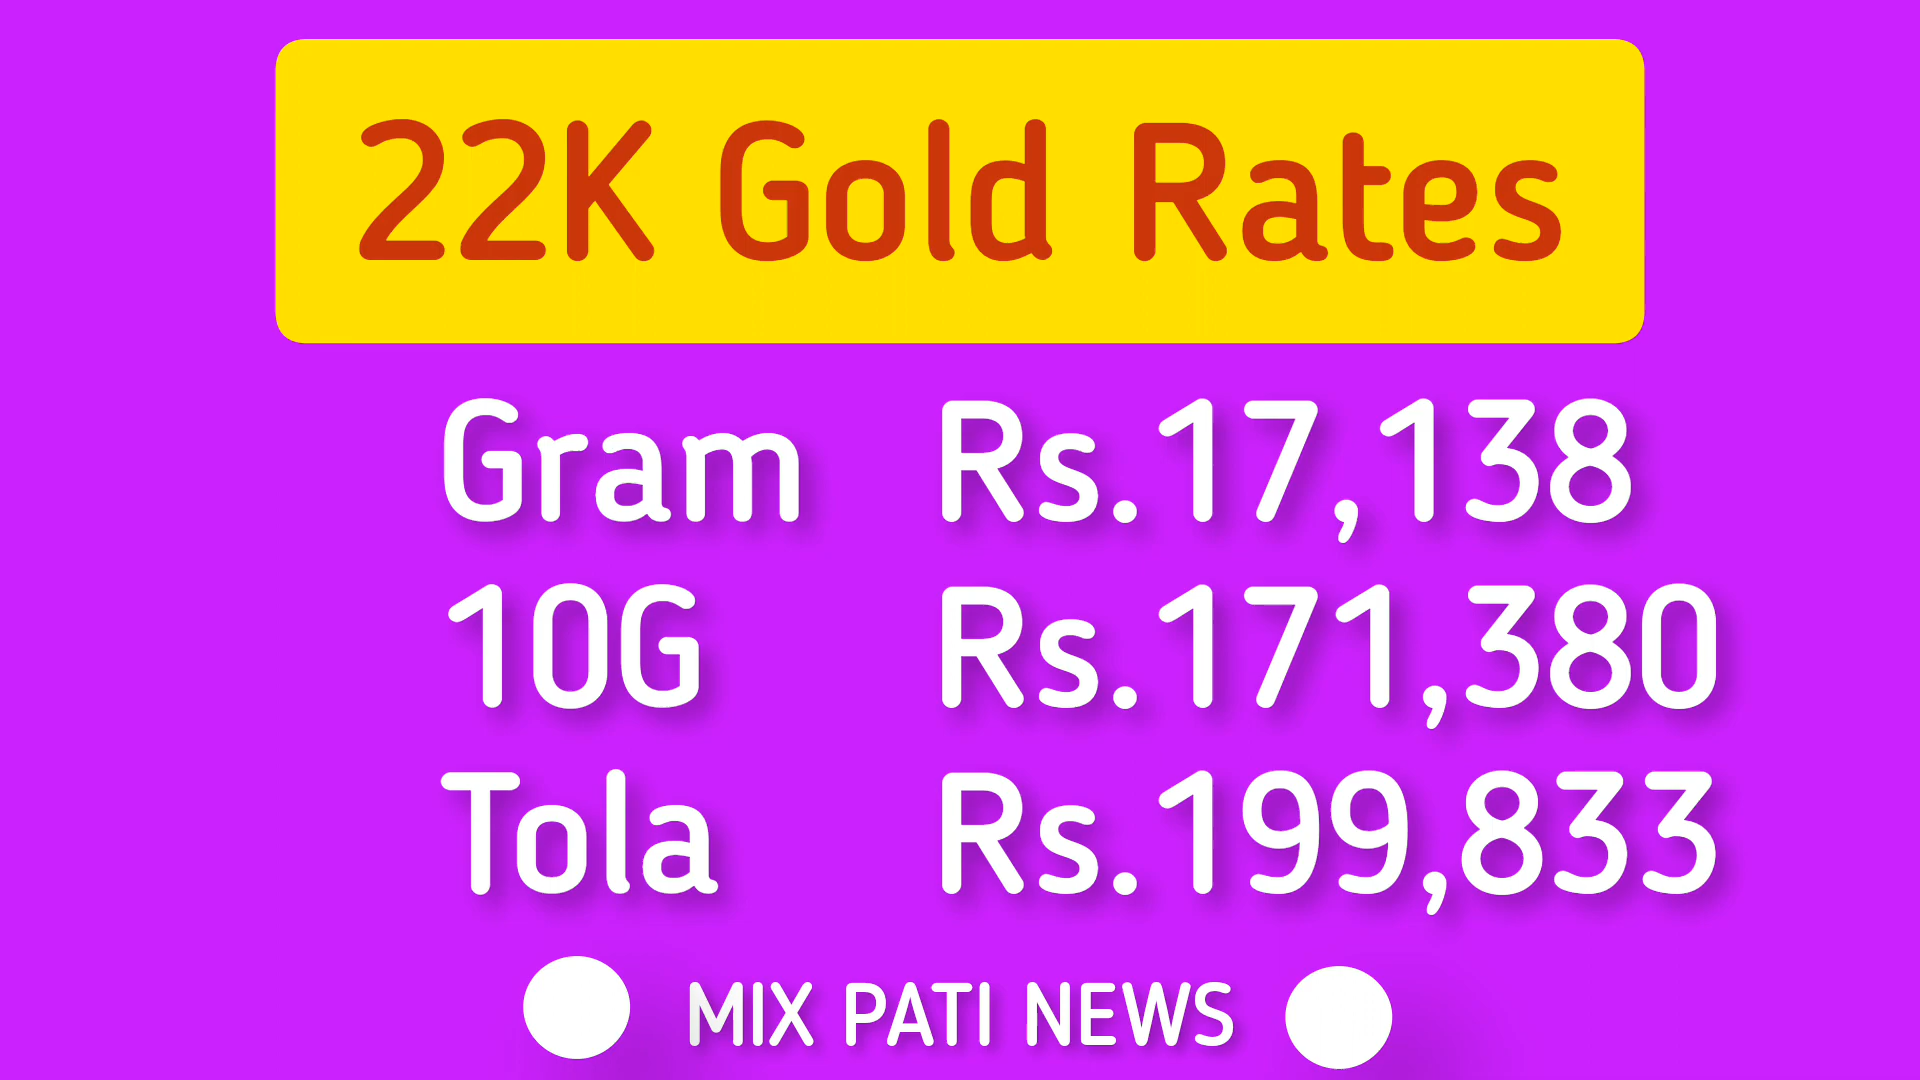 22K Gold Rates
Gram Rs.17,138
10G Rs.171,380
Tola Rs.199,833
MIX PATI NEWS